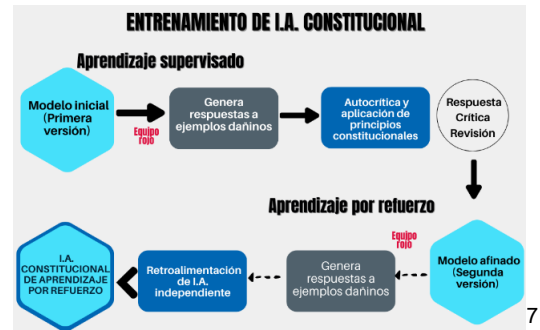 ENTRENAMIENTO DE I.A. CONSTITUCIONAL
Aprendizaje supervisado
Modelo inicial
(Primera
versión)
Equipo
rojo
Genera
respuestas a
ejemplos dañinos
Autocrítica y
aplicación de
principios
constitucionales
Respuesta
Crítica
Revisión
Aprendizaje por refuerzo
Modelo afinado
(Segunda
versión)
Equipo
rojo
Genera
respuestas a
ejemplos dañinos
Retroalimentación
de I.A.
independiente
I.A.
CONSTITUCIONAL
DE APRENDIZAJE
POR REFUERZO
7